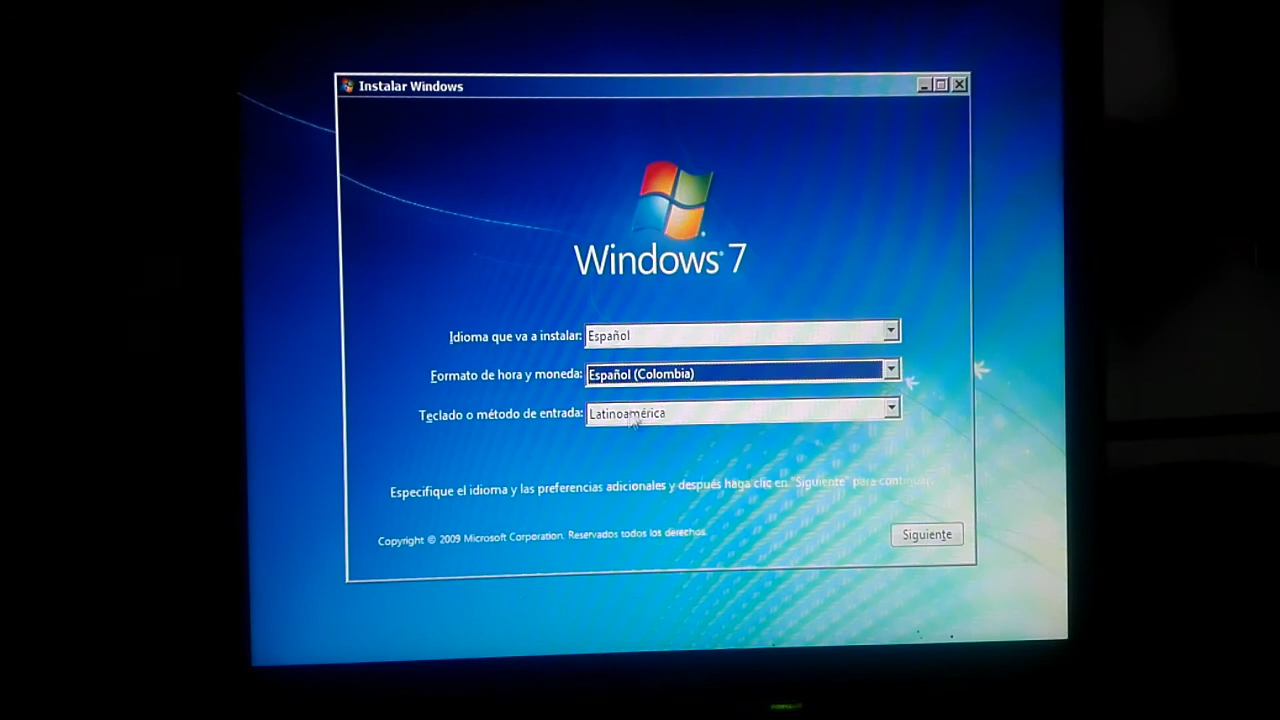 Instalar Windows
Windows 7
Idioma que va a instalar: Español
Formato de hora y moneda: Español (Colombia)
Teclado o método de entrada: Latinoamérica
Especifique el idioma y las preferencias adicionales y después haga clic en "Siguiente" para continuar.
Copyright © 2009 Microsoft Corporation. Reservados todos los derechos.
Siguiente